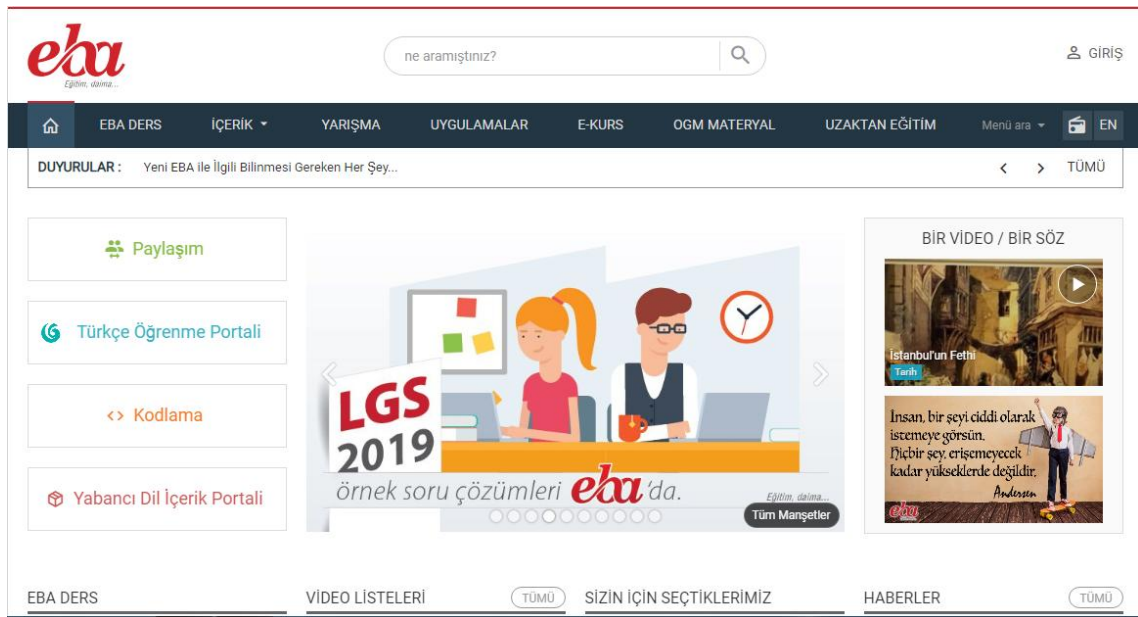 eba
Eğitim, daima...
ne aramıştınız?
GİRİŞ
EBA DERS
İÇERİK
YARIŞMA
UYGULAMALAR
E-KURS
OGM MATERYAL
UZAKTAN EĞİTİM
Menü ara
EN
DUYURULAR :
Yeni EBA ile İlgili Bilinmesi Gereken Her Şey...
TÜMÜ
Paylaşım
Türkçe Öğrenme Portali
Kodlama
Yabancı Dil İçerik Portali
LGS
2019
örnek soru çözümleri eba'da.
Eğitim, daima...
Tüm Manşetler
BİR VİDEO / BİR SÖZ
İstanbul'un Fethi
Tarih
İnsan, bir şeyi ciddi olarak
istemeye görsün.
Hiçbir şey, erişemeyecek
kadar yükseklerde değildir.
Andersen
eba
EBA DERS
VİDEO LİSTELERİ
TÜMÜ
SİZİN İÇİN SEÇTİKLERİMİZ
HABERLER
TÜMÜ